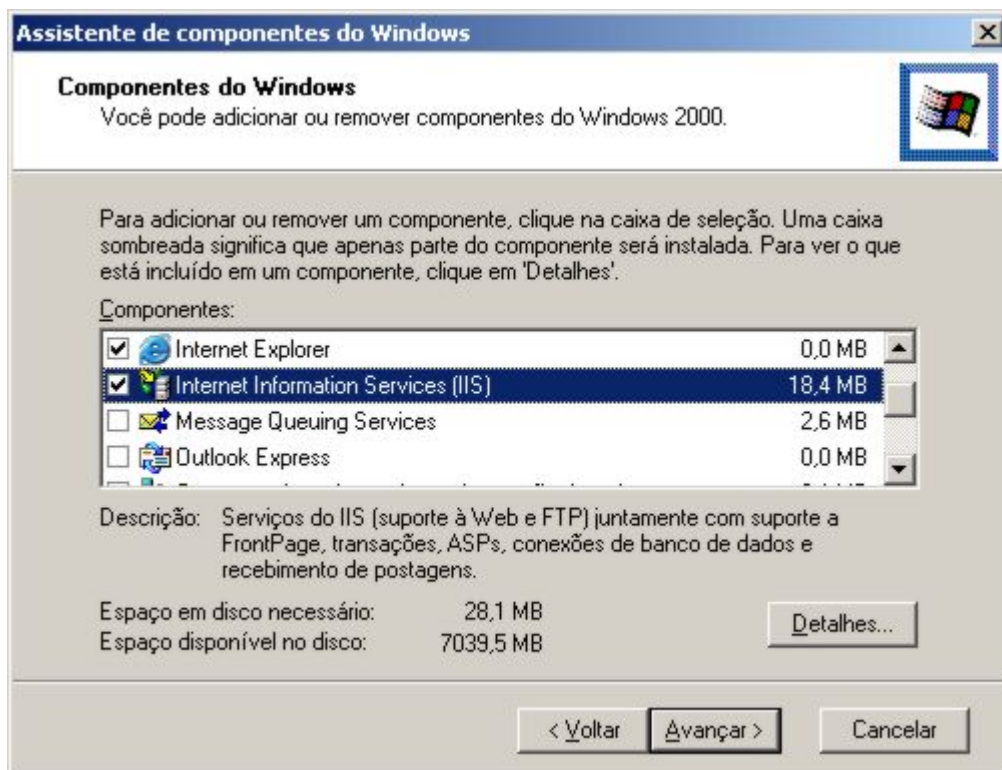 Assistente de componentes do Windows
Componentes do Windows
Você pode adicionar ou remover componentes do Windows 2000.
Para adicionar ou remover um componente, clique na caixa de seleção. Uma caixa
sombreada significa que apenas parte do componente será instalada. Para ver o que
está incluído em um componente, clique em 'Detalhes'.
Componentes:
Internet Explorer 0,0 MB
Internet Information Services (IIS) 18,4 MB
Message Queuing Services 2,6 MB
Outlook Express 0,0 MB
Descrição: Serviços do IIS (suporte à Web e FTP) juntamente com suporte a
FrontPage, transações, ASPs, conexões de banco de dados e
recebimento de postagens.
Espaço em disco necessário: 28,1 MB
Espaço disponível no disco: 7039,5 MB
Detalhes...
< Voltar Avançar > Cancelar